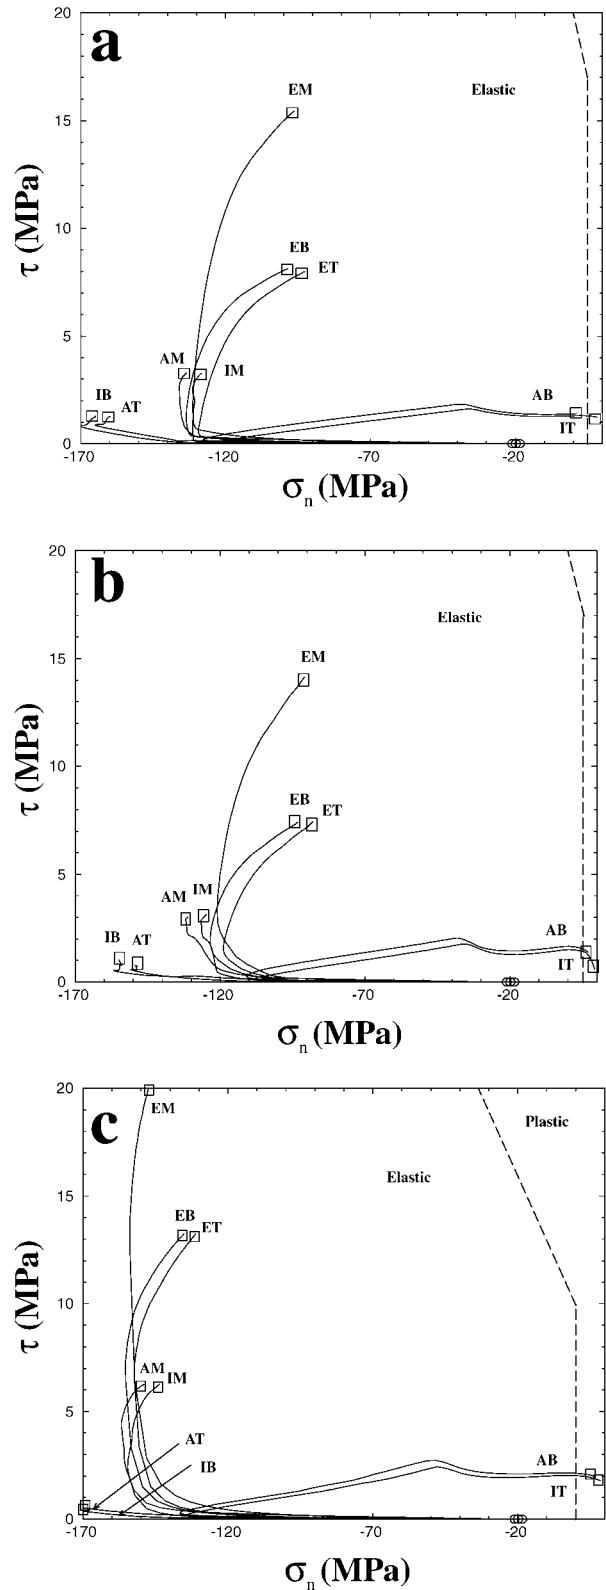 a
20
15
10
5
0
τ (MPa)
Elastic
EM
EB
ET
AM
IM
IB
AT
AB
IT
-170
-120
-70
-20
σn (MPa)
b
20
15
10
5
0
τ (MPa)
Elastic
EM
EB
ET
AM
IM
IB
AT
AB
IT
-170
-120
-70
-20
σn (MPa)
c
20
15
10
5
0
τ (MPa)
Plastic
Elastic
EM
EB
ET
AM
IM
AT
IB
AB
IT
-170
-120
-70
-20
σn (MPa)